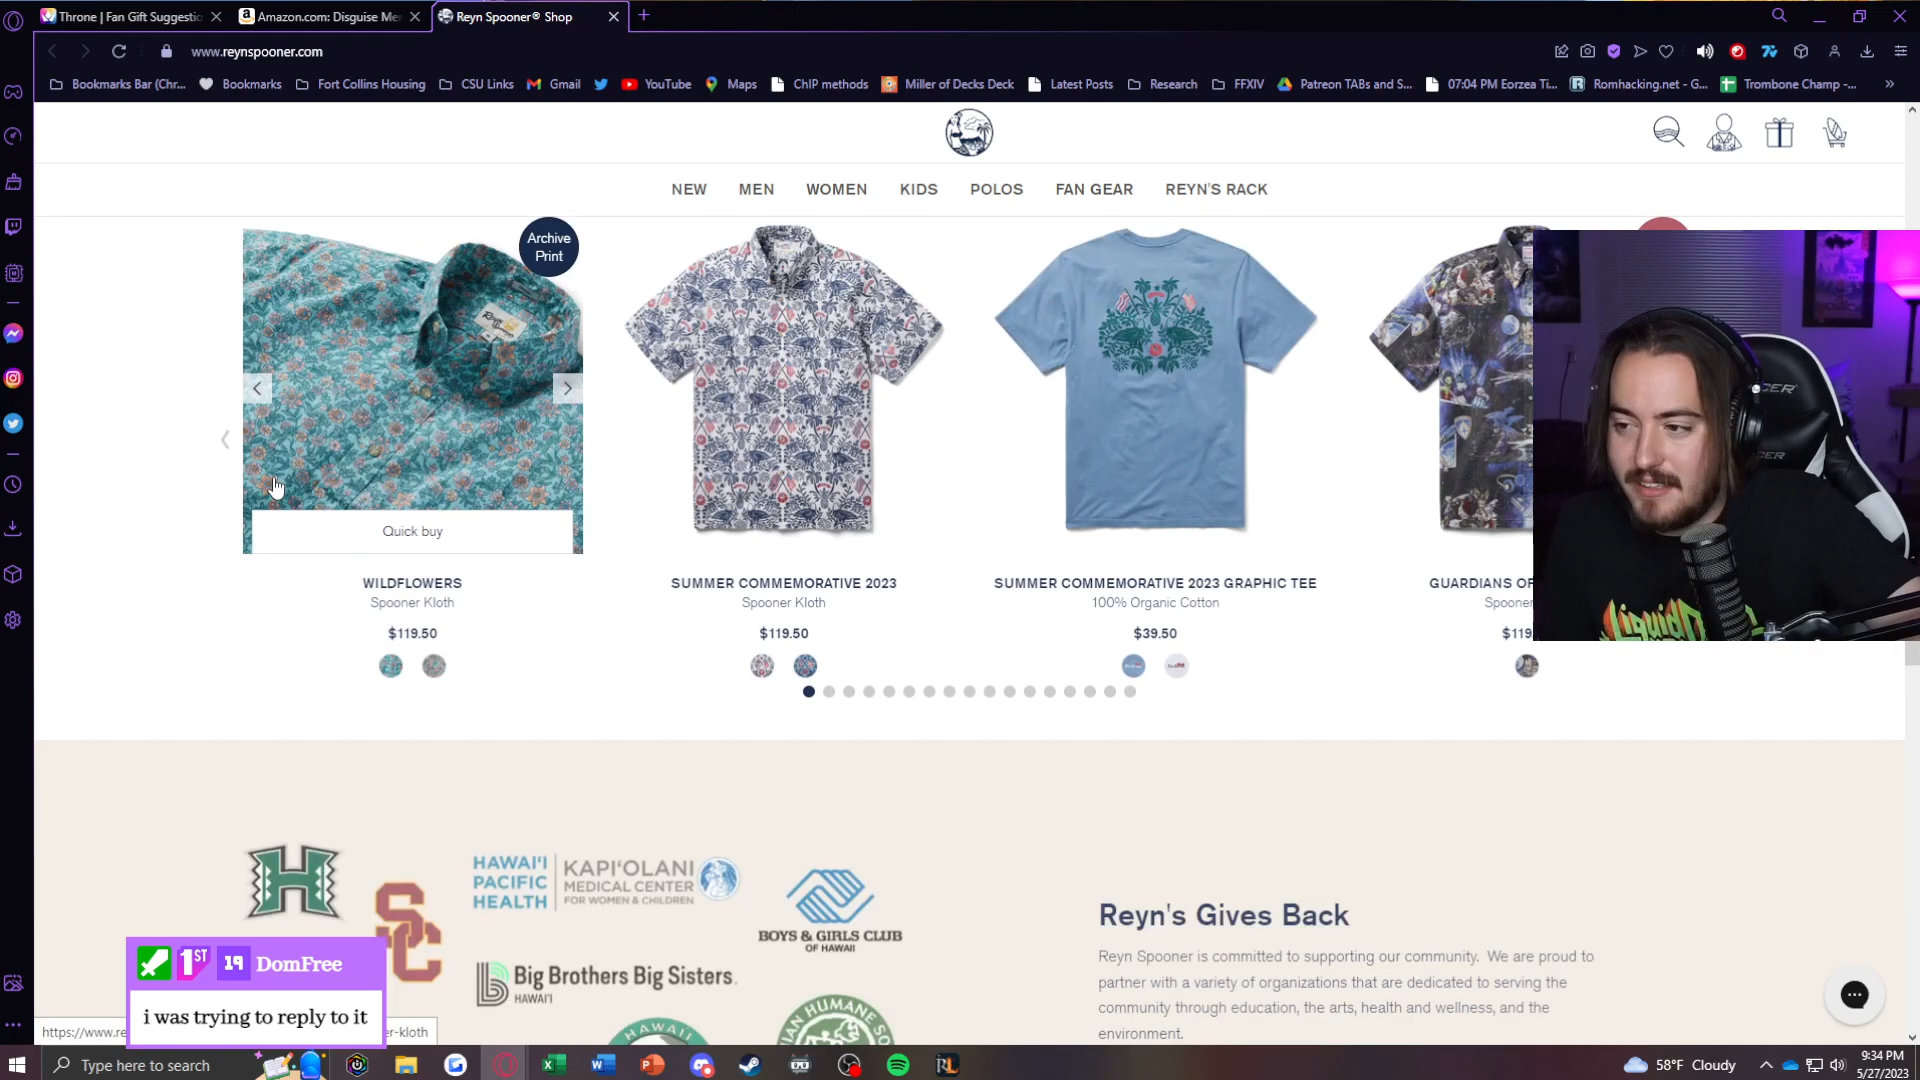 Throne | Fan Gift Suggestio
Amazon.com: Disguise Mer
Reyn Spooner® Shop
www.reynspooner.com
Bookmarks Bar (Chr...
Bookmarks
Fort Collins Housing
CSU Links
Gmail
YouTube
Maps
ChIP methods
Miller of Decks Deck
Latest Posts
Research
FFXIV
Patreon TABs and S...
07:04 PM Eorzea Ti...
Romhacking.net - G...
Trombone Champ -...
NEW MEN WOMEN KIDS POLOS FAN GEAR REYN'S RACK
Archive
Print
Reyn
Spooner
Quick buy
WILDFLOWERS
Spooner Kloth
$119.50
SUMMER COMMEMORATIVE 2023
Spooner Kloth
$119.50
SUMMER COMMEMORATIVE 2023 GRAPHIC TEE
100% Organic Cotton
$39.50
GUARDIANS OF
Spooner
$119
Liquid
H
SC
HAWAI'I
PACIFIC
HEALTH
KAPI'OLANI
MEDICAL CENTER
FOR WOMEN & CHILDREN
BOYS & GIRLS CLUB
OF HAWAII
Big Brothers Big Sisters.
HAWAI'I
HAWAII
IAN HUMANE SO
Reyn's Gives Back
Reyn Spooner is committed to supporting our community. We are proud to
partner with a variety of organizations that are dedicated to serving the
community through education, the arts, health and wellness, and the
environment.
1ST 19 DomFree
i was trying to reply to it
https://www.re
er-kloth
Type here to search
58°F Cloudy
9:34 PM
5/27/2023